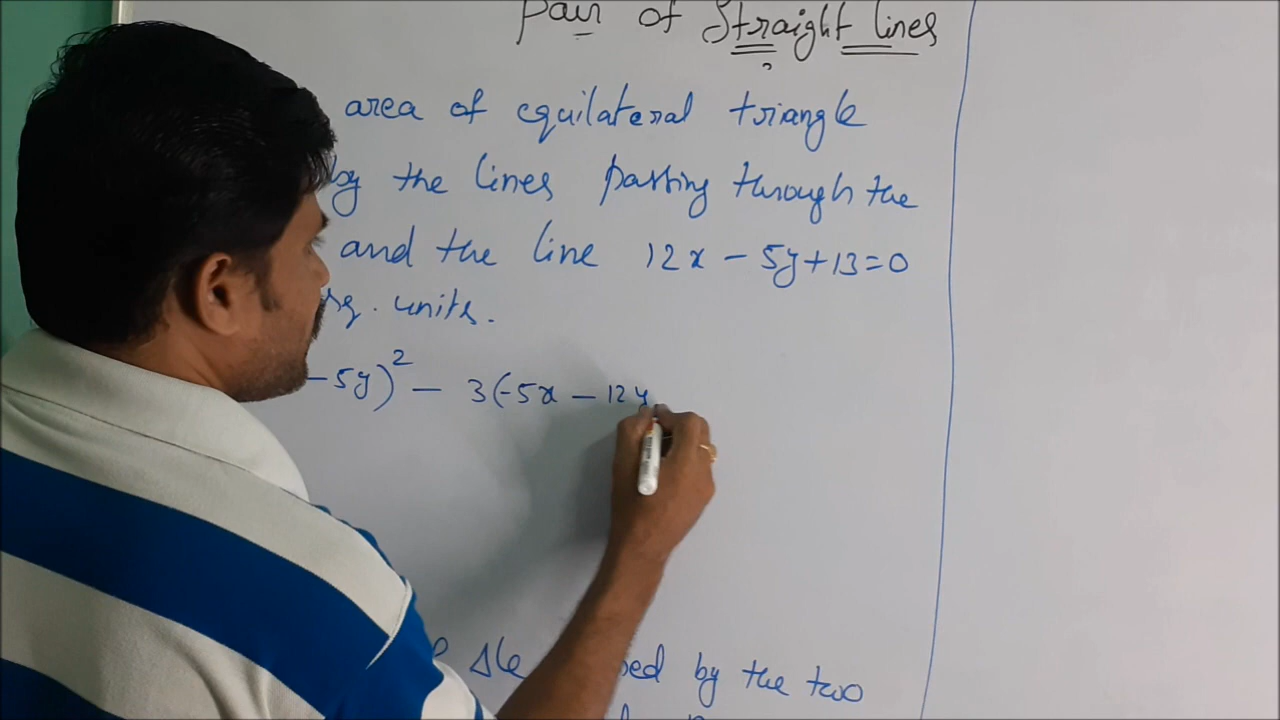 Pair of Straight lines
area of equilateral triangle
by the lines passing through the
and the line 12x - 5y + 13 = 0
sq. units.
- 5y)² - 3(-5x - 12y
Δle by the two